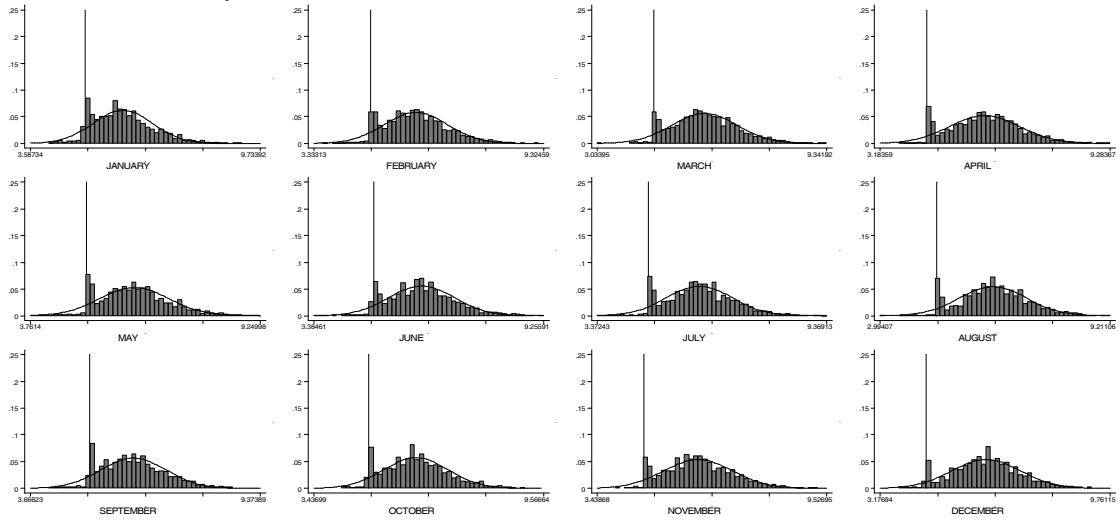 .25 .25 .25 .25
.2 .2 .2 .2
.15 .15 .15 .15
.1 .1 .1 .1
.05 .05 .05 .05
0 0 0 0
3.58734 9.73392 3.33313 9.32459 3.03395 9.34192 3.18359 9.28367
JANUARY FEBRUARY MARCH APRIL
.25 .25 .25 .25
.2 .2 .2 .2
.15 .15 .15 .15
.1 .1 .1 .1
.05 .05 .05 .05
0 0 0 0
3.7614 9.24998 3.38461 9.25591 3.37243 9.36913 2.99407 9.21106
MAY JUNE JULY AUGUST
.25 .25 .25 .25
.2 .2 .2 .2
.15 .15 .15 .15
.1 .1 .1 .1
.05 .05 .05 .05
0 0 0 0
3.66623 9.37389 3.43699 9.56664 3.43868 9.52695 3.17694 9.76115
SEPTEMBER OCTOBER NOVEMBER DECEMBER